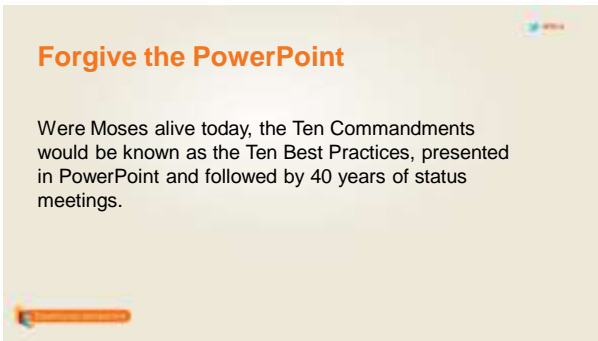 Forgive the PowerPoint
Were Moses alive today, the Ten Commandments
would be known as the Ten Best Practices, presented
in PowerPoint and followed by 40 years of status
meetings.